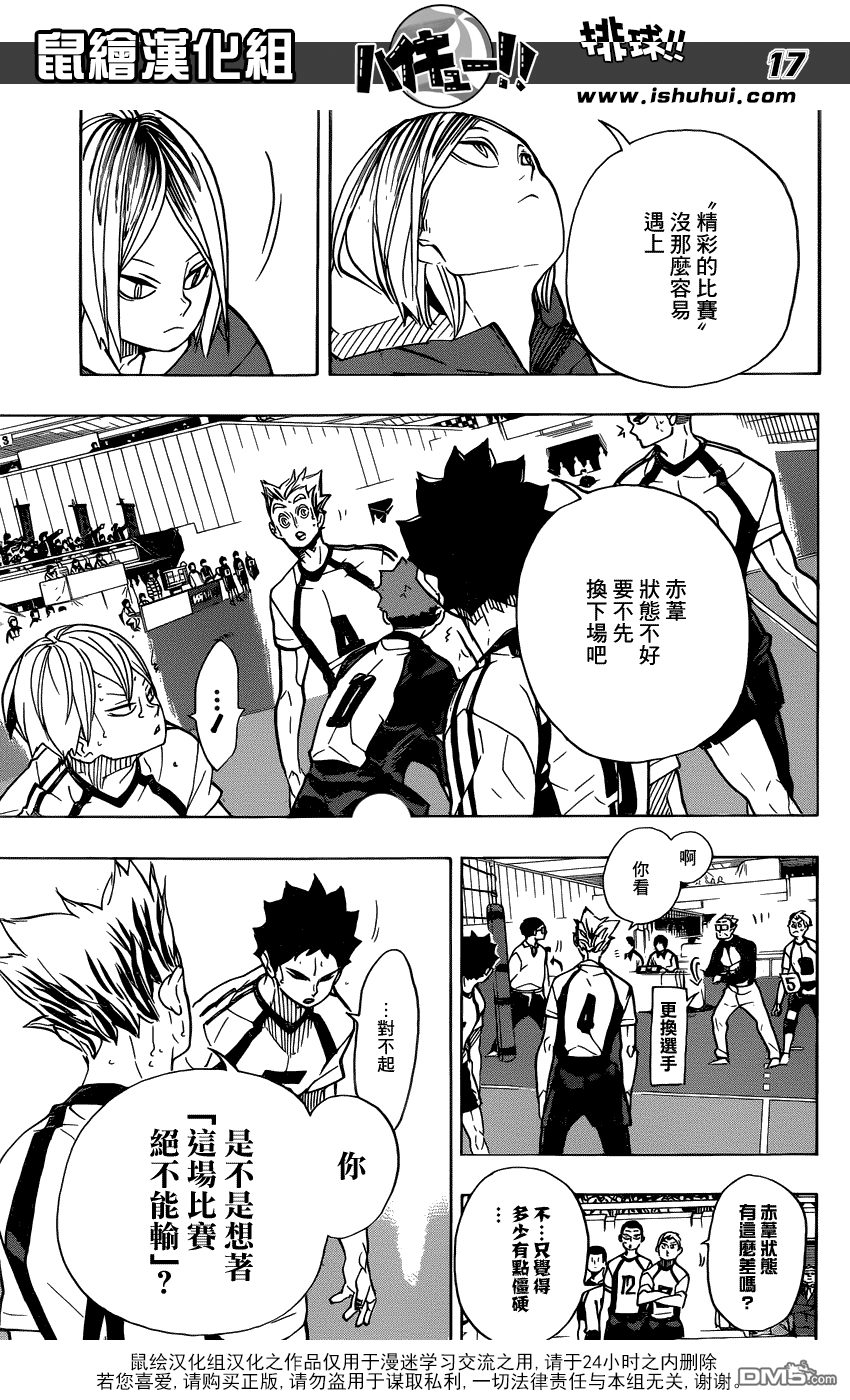 鼠繪漢化組
ハイキュー!!
排球!!
17
www.ishuhui.com
"精彩的比賽"
沒那麼容易
遇上
赤葦
狀態不好
要不先
換下場吧
…!
啊
你看
更換選手
4
5
赤葦狀態
有這麼差嗎?
不…只覺得
多少有點僵硬
…
12
…對不起
你
是不是想著
「這場比賽
絕不能輸」?
鼠绘汉化组汉化之作品仅用于漫迷学习交流之用, 请于24小时之内删除
若您喜爱, 请购买正版, 请勿盗用于谋取私利, 一切法律责任与本组无关, 谢谢.
DM5.com